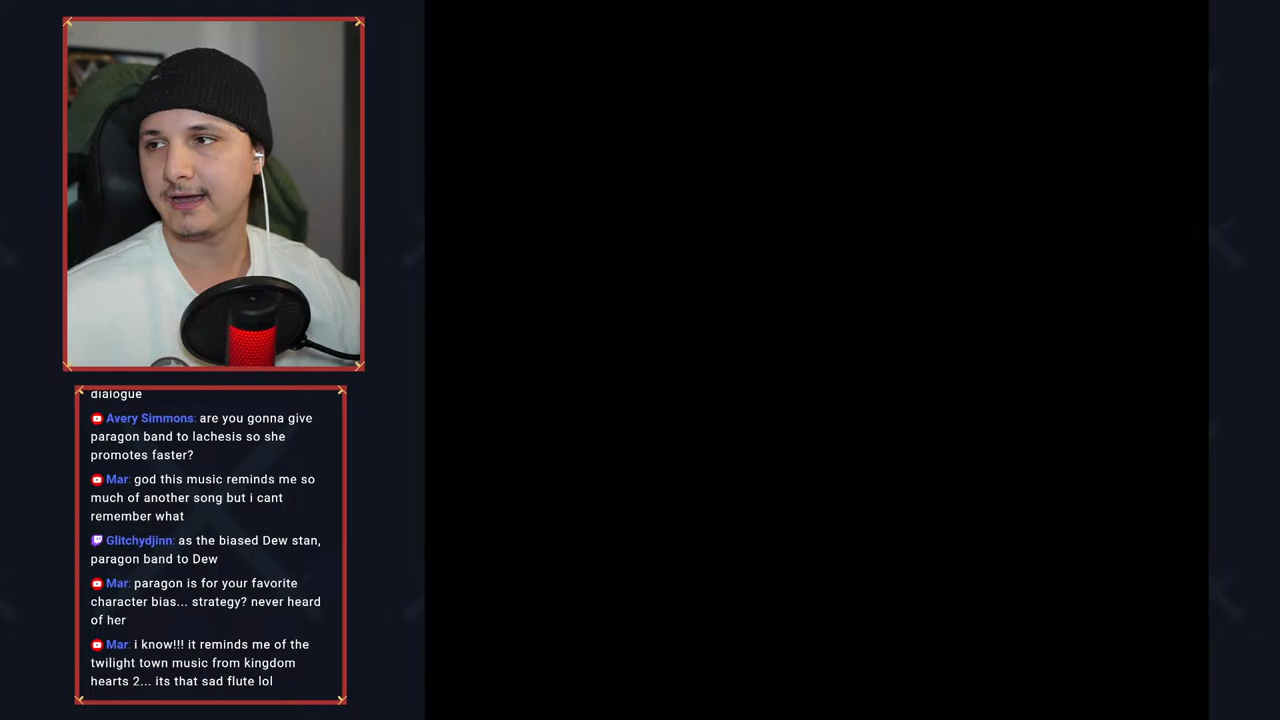 dialogue
Avery Simmons: are you gonna give
paragon band to lachesis so she
promotes faster?
Mar: god this music reminds me so
much of another song but i cant
remember what
Glitchydjinn: as the biased Dew stan,
paragon band to Dew
Mar: paragon is for your favorite
character bias... strategy? never heard
of her
Mar: i know!!! it reminds me of the
twilight town music from kingdom
hearts 2... its that sad flute lol